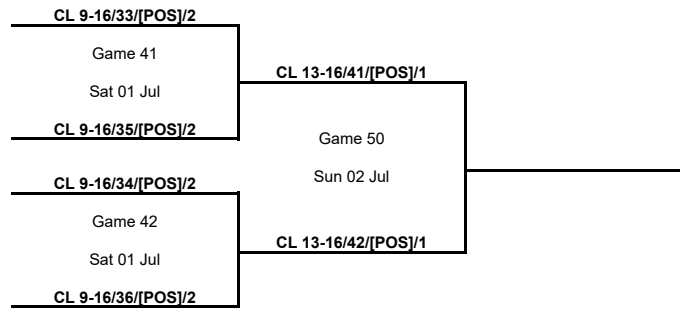 CL 9-16/33/[POS]/2
Game 41
Sat 01 Jul
CL 9-16/35/[POS]/2
CL 13-16/41/[POS]/1
Game 50
Sun 02 Jul
CL 13-16/42/[POS]/1
CL 9-16/34/[POS]/2
Game 42
Sat 01 Jul
CL 9-16/36/[POS]/2